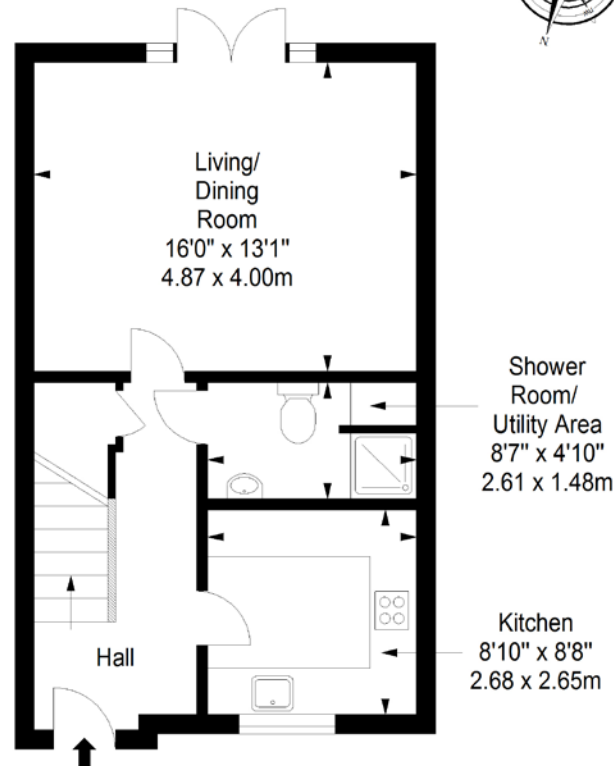 N
Living/
Dining
Room
16'0" x 13'1"
4.87 x 4.00m
Shower
Room/
Utility Area
8'7" x 4'10"
2.61 x 1.48m
Hall
Kitchen
8'10" x 8'8"
2.68 x 2.65m